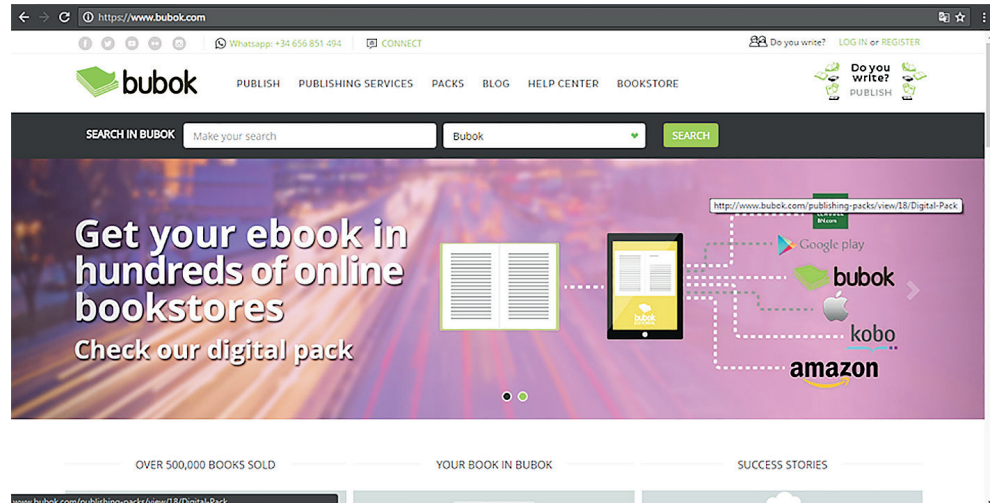 https://www.bubok.com
Whatsapp: +34 656 851 494
CONNECT
Do you write?
LOG IN or REGISTER
bubok
PUBLISH
PUBLISHING SERVICES
PACKS
BLOG
HELP CENTER
BOOKSTORE
Do you
write?
PUBLISH
SEARCH IN BUBOK
Make your search
Bubok
SEARCH
http://www.bubok.com/publishing-packs/view/18/Digital-Pack
BN.com
Get your ebook in
hundreds of online
bookstores
Check our digital pack
bubok
Google play
bubok
kobo
amazon
OVER 500,000 BOOKS SOLD
YOUR BOOK IN BUBOK
SUCCESS STORIES
www.bubok.com/publishing-packs/view/18/Digital-Pack